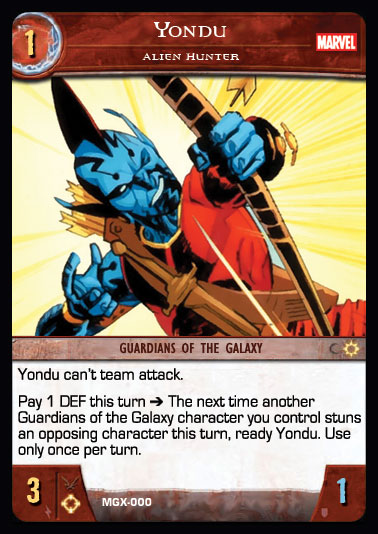 1
Yondu
MARVEL
Alien Hunter
GUARDIANS OF THE GALAXY
C
Yondu can't team attack.
Pay 1 DEF this turn ➔ The next time another
Guardians of the Galaxy character you control stuns
an opposing character this turn, ready Yondu. Use
only once per turn.
3
MGX-000
1